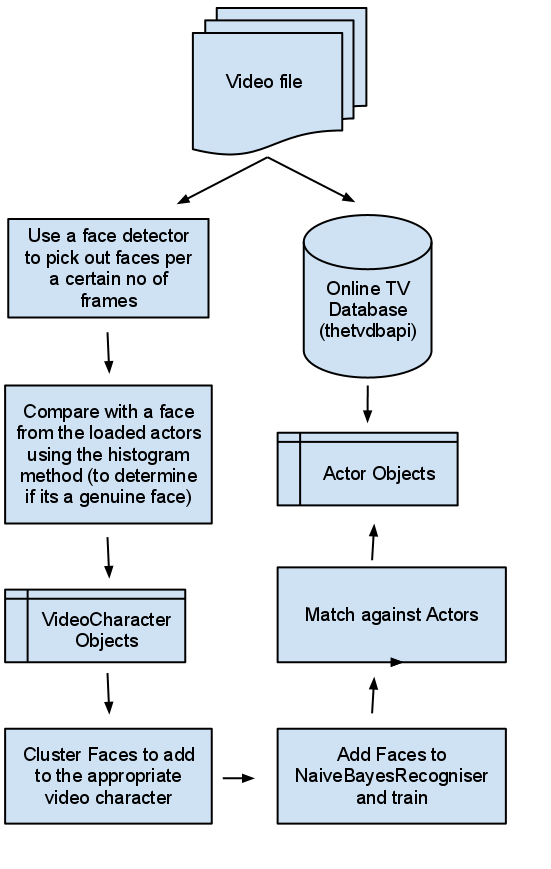 Video file
Use a face detector
to pick out faces per
a certain no of
frames
Online TV
Database
(thetvdbapi)
Compare with a face
from the loaded actors
using the histogram
method (to determine
if its a genuine face)
Actor Objects
VideoCharacter
Objects
Match against Actors
Cluster Faces to add
to the appropriate
video character
Add Faces to
NaiveBayesRecogniser
and train